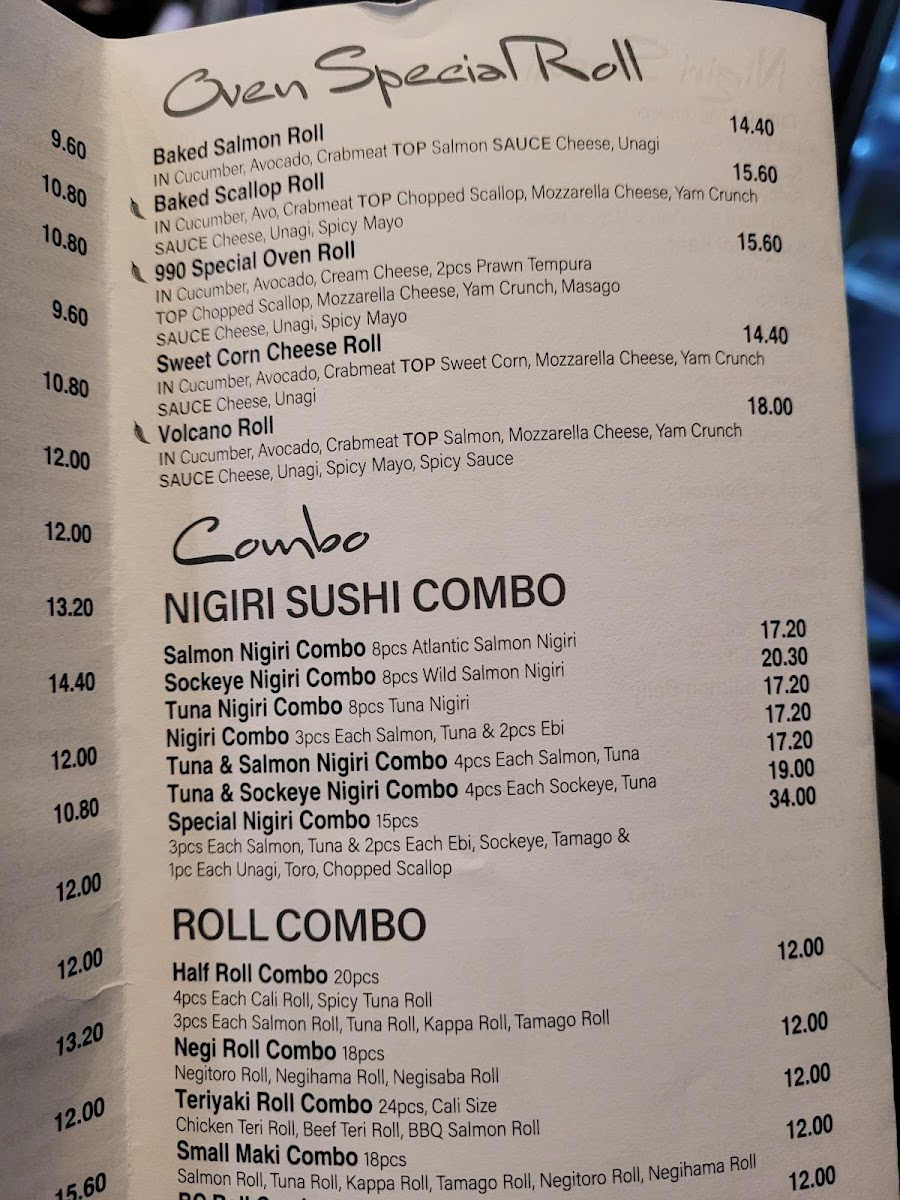 9.60
10.80
10.80
9.60
10.80
12.00
12.00
13.20
14.40
12.00
10.80
12.00
12.00
13.20
12.00
15.60
Oven Special Roll
Baked Salmon Roll 14.40
IN Cucumber, Avocado, Crabmeat TOP Salmon SAUCE Cheese, Unagi
Baked Scallop Roll 15.60
IN Cucumber, Avo, Crabmeat TOP Chopped Scallop, Mozzarella Cheese, Yam Crunch
SAUCE Cheese, Unagi, Spicy Mayo
990 Special Oven Roll 15.60
IN Cucumber, Avocado, Cream Cheese, 2pcs Prawn Tempura
TOP Chopped Scallop, Mozzarella Cheese, Yam Crunch, Masago
SAUCE Cheese, Unagi, Spicy Mayo
Sweet Corn Cheese Roll 14.40
IN Cucumber, Avocado, Crabmeat TOP Sweet Corn, Mozzarella Cheese, Yam Crunch
SAUCE Cheese, Unagi
Volcano Roll 18.00
IN Cucumber, Avocado, Crabmeat TOP Salmon, Mozzarella Cheese, Yam Crunch
SAUCE Cheese, Unagi, Spicy Mayo, Spicy Sauce
Combo
NIGIRI SUSHI COMBO
Salmon Nigiri Combo 8pcs Atlantic Salmon Nigiri 17.20
Sockeye Nigiri Combo 8pcs Wild Salmon Nigiri 20.30
Tuna Nigiri Combo 8pcs Tuna Nigiri 17.20
Nigiri Combo 3pcs Each Salmon, Tuna & 2pcs Ebi 17.20
Tuna & Salmon Nigiri Combo 4pcs Each Salmon, Tuna 17.20
Tuna & Sockeye Nigiri Combo 4pcs Each Sockeye, Tuna 19.00
Special Nigiri Combo 15pcs 34.00
3pcs Each Salmon, Tuna & 2pcs Each Ebi, Sockeye, Tamago &
1pc Each Unagi, Toro, Chopped Scallop
ROLL COMBO
Half Roll Combo 20pcs 12.00
4pcs Each Cali Roll, Spicy Tuna Roll
3pcs Each Salmon Roll, Tuna Roll, Kappa Roll, Tamago Roll
Negi Roll Combo 18pcs 12.00
Negitoro Roll, Negihama Roll, Negisaba Roll
Teriyaki Roll Combo 24pcs, Cali Size 12.00
Chicken Teri Roll, Beef Teri Roll, BBQ Salmon Roll
Small Maki Combo 18pcs 12.00
Salmon Roll, Tuna Roll, Kappa Roll, Tamago Roll, Negitoro Roll, Negihama Roll
12.00